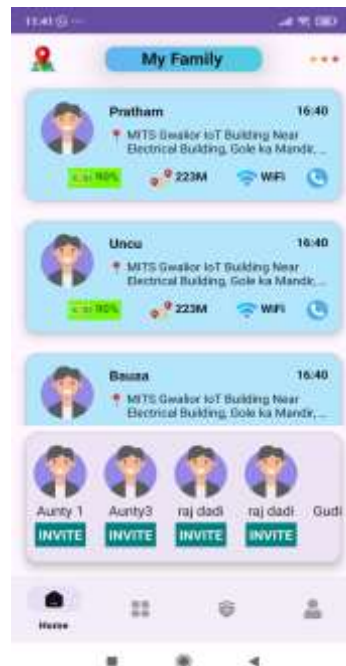 11:41
My Family
Pratham 16:40
MITS Gwalior IoT Building Near
Electrical Building, Gole ka Mandir, ...
90% 223M WiFi
Uncu 16:40
MITS Gwalior IoT Building Near
Electrical Building, Gole ka Mandir, ...
90% 223M WiFi
Bauaa 16:40
MITS Gwalior IoT Building Near
Electrical Building, Gole ka Mandir, ...
Aunty 1 Aunty3 raj dadi raj dadi Gudi
INVITE INVITE INVITE INVITE
Home